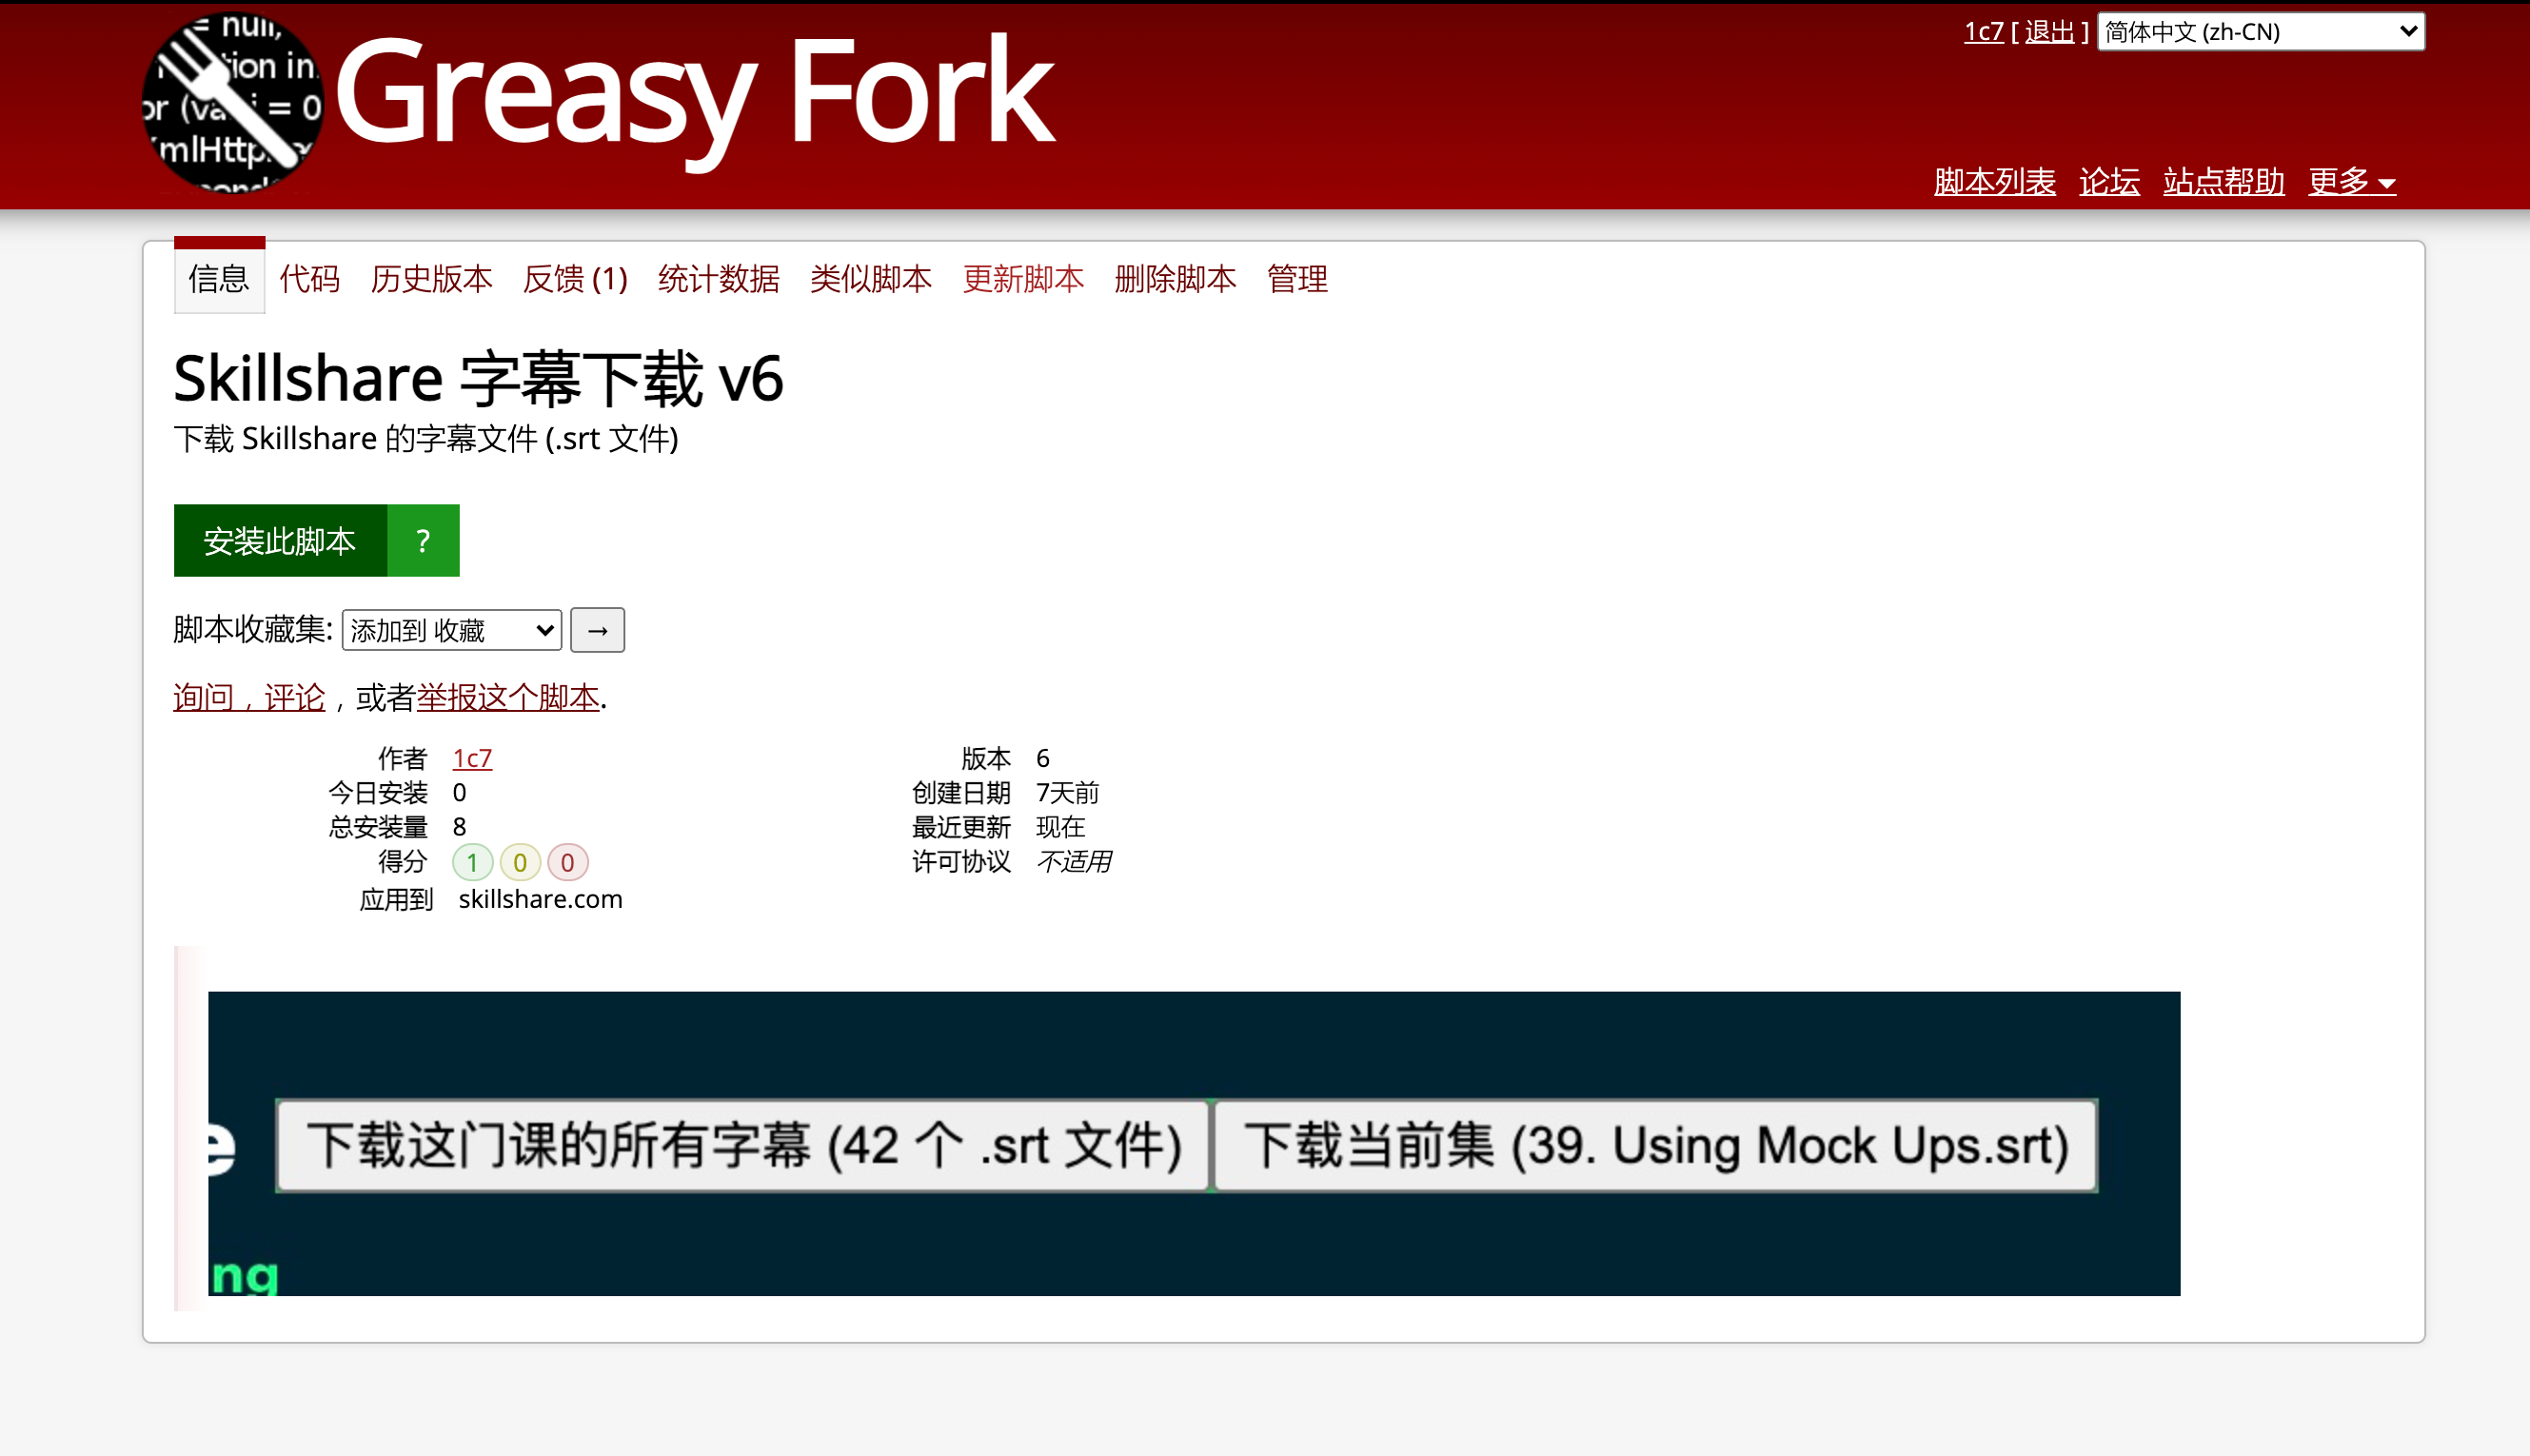 = null,
tion in
or (va i = 0
mlHttp
Greasy Fork
1c7 [ 退出 ] 简体中文 (zh-CN)
脚本列表 论坛 站点帮助 更多
信息 代码 历史版本 反馈 (1) 统计数据 类似脚本 更新脚本 删除脚本 管理
Skillshare 字幕下载 v6
下载 Skillshare 的字幕文件 (.srt 文件)
安装此脚本 ?
脚本收藏集: 添加到 收藏 →
询问，评论，或者举报这个脚本.
作者 1c7
今日安装 0
总安装量 8
得分 1 0 0
应用到 skillshare.com
版本 6
创建日期 7天前
最近更新 现在
许可协议 不适用
e 下载这门课的所有字幕 (42 个 .srt 文件) 下载当前集 (39. Using Mock Ups.srt)
ng